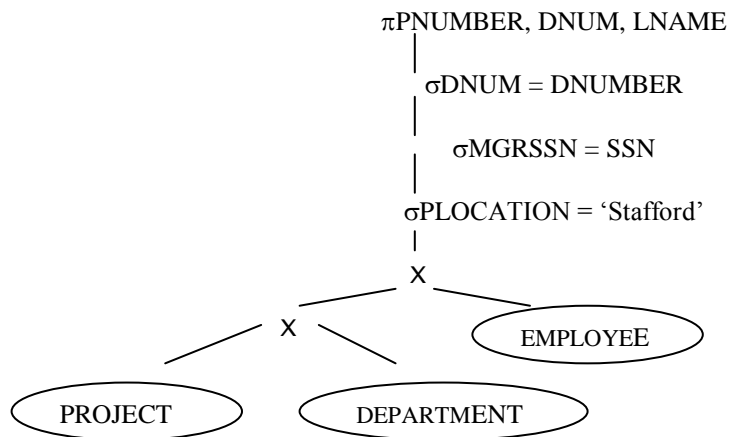 πPNUMBER, DNUM, LNAME
σDNUM = DNUMBER
σMGRSSN = SSN
σPLOCATION = ‘Stafford’
X
X
EMPLOYEE
PROJECT
DEPARTMENT